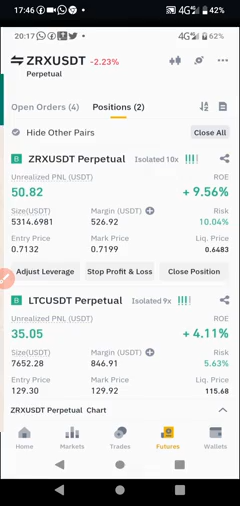 17:46 4G 42%
20:17 4G 62%
ZRXUSDT -2.23%
Perpetual
Open Orders (4) Positions (2)
Hide Other Pairs Close All
B ZRXUSDT Perpetual Isolated 10x !!!!
Unrealized PNL (USDT) ROE
50.82 + 9.56%
Size(USDT) Margin (USDT) Risk
5314.6981 526.92 10.04%
Entry Price Mark Price Liq. Price
0.7132 0.7199 0.6483
Adjust Leverage Stop Profit & Loss Close Position
B LTCUSDT Perpetual Isolated 9x !!!!
Unrealized PNL (USDT) ROE
35.05 + 4.11%
Size(USDT) Margin (USDT) Risk
7652.28 846.91 5.63%
Entry Price Mark Price Liq. Price
129.30 129.92 115.68
ZRXUSDT Perpetual Chart
Home Markets Trades Futures Wallets